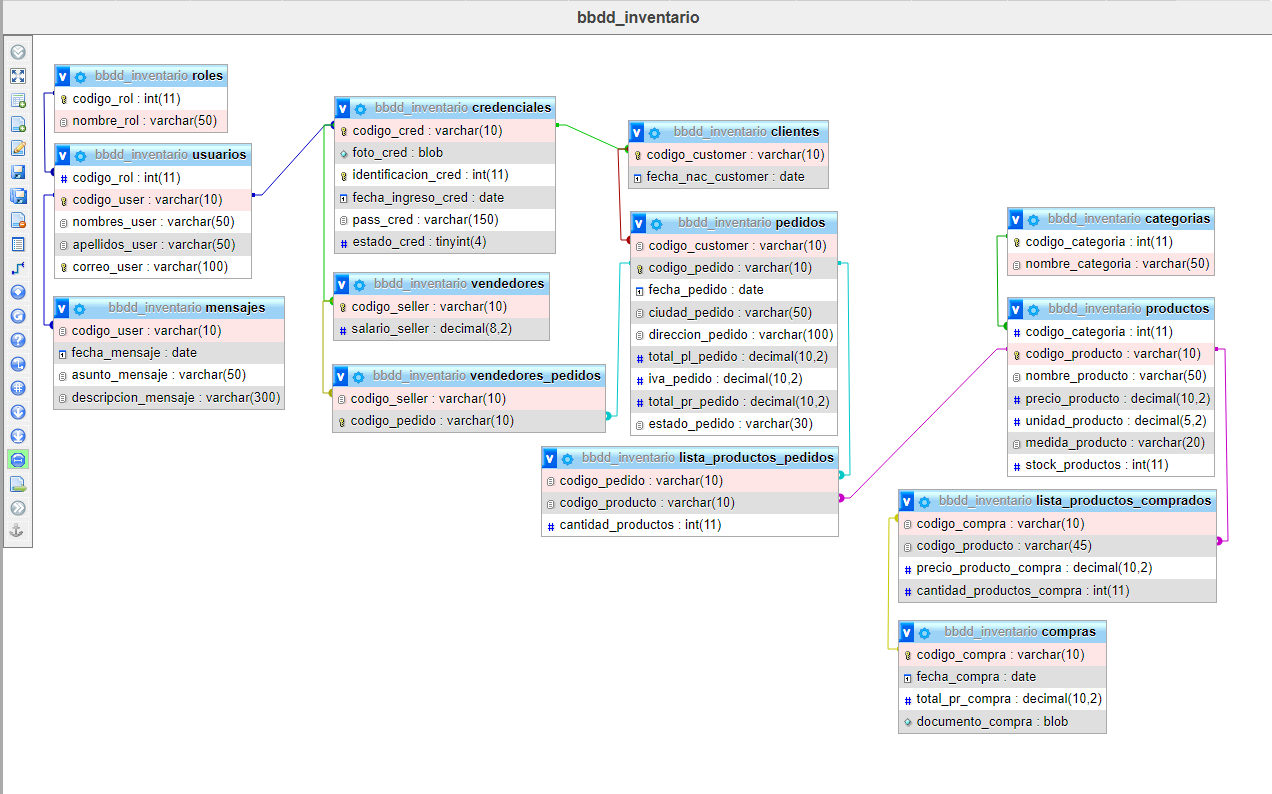 bbdd_inventario
bbdd_inventario roles
codigo_rol : int(11)
nombre_rol : varchar(50)
bbdd_inventario usuarios
codigo_rol : int(11)
codigo_user : varchar(10)
nombres_user : varchar(50)
apellidos_user : varchar(50)
correo_user : varchar(100)
bbdd_inventario mensajes
codigo_user : varchar(10)
fecha_mensaje : date
asunto_mensaje : varchar(50)
descripcion_mensaje : varchar(300)
bbdd_inventario credenciales
codigo_cred : varchar(10)
foto_cred : blob
identificacion_cred : int(11)
fecha_ingreso_cred : date
pass_cred : varchar(150)
estado_cred : tinyint(4)
bbdd_inventario vendedores
codigo_seller : varchar(10)
salario_seller : decimal(8,2)
bbdd_inventario vendedores_pedidos
codigo_seller : varchar(10)
codigo_pedido : varchar(10)
bbdd_inventario clientes
codigo_customer : varchar(10)
fecha_nac_customer : date
bbdd_inventario pedidos
codigo_customer : varchar(10)
codigo_pedido : varchar(10)
fecha_pedido : date
ciudad_pedido : varchar(50)
direccion_pedido : varchar(100)
total_pl_pedido : decimal(10,2)
iva_pedido : decimal(10,2)
total_pr_pedido : decimal(10,2)
estado_pedido : varchar(30)
bbdd_inventario lista_productos_pedidos
codigo_pedido : varchar(10)
codigo_producto : varchar(10)
cantidad_productos : int(11)
bbdd_inventario categorias
codigo_categoria : int(11)
nombre_categoria : varchar(50)
bbdd_inventario productos
codigo_categoria : int(11)
codigo_producto : varchar(10)
nombre_producto : varchar(50)
precio_producto : decimal(10,2)
unidad_producto : decimal(5,2)
medida_producto : varchar(20)
stock_productos : int(11)
bbdd_inventario lista_productos_comprados
codigo_compra : varchar(10)
codigo_producto : varchar(45)
precio_producto_compra : decimal(10,2)
cantidad_productos_compra : int(11)
bbdd_inventario compras
codigo_compra : varchar(10)
fecha_compra : date
total_pr_compra : decimal(10,2)
documento_compra : blob